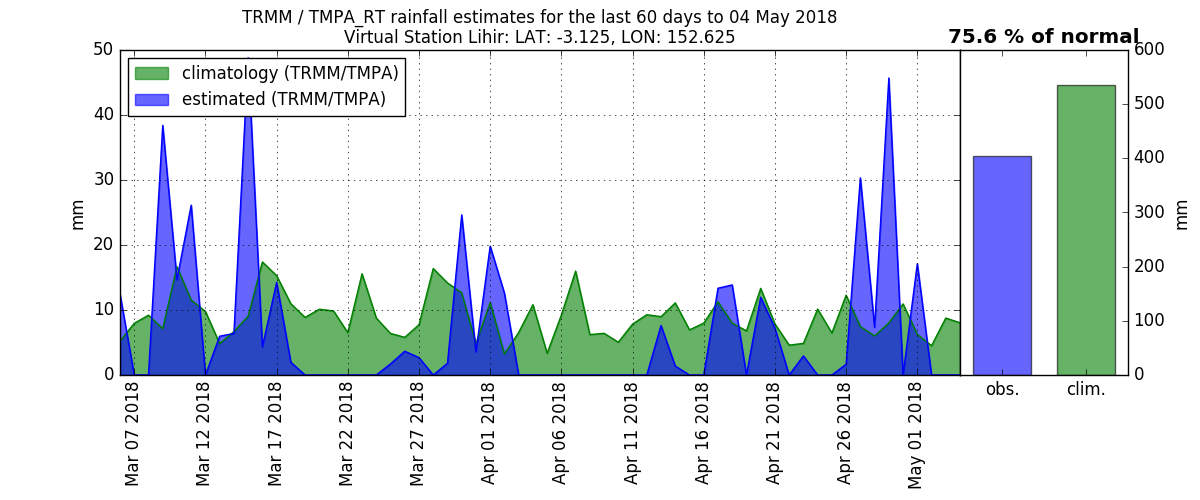 TRMM / TMPA_RT rainfall estimates for the last 60 days to 04 May 2018
Virtual Station Lihir: LAT: -3.125, LON: 152.625
75.6 % of normal
climatology (TRMM/TMPA)
estimated (TRMM/TMPA)
50
40
30
20
10
0
mm
600
500
400
300
200
100
0
mm
Mar 07 2018
Mar 12 2018
Mar 17 2018
Mar 22 2018
Mar 27 2018
Apr 01 2018
Apr 06 2018
Apr 11 2018
Apr 16 2018
Apr 21 2018
Apr 26 2018
May 01 2018
obs.
clim.